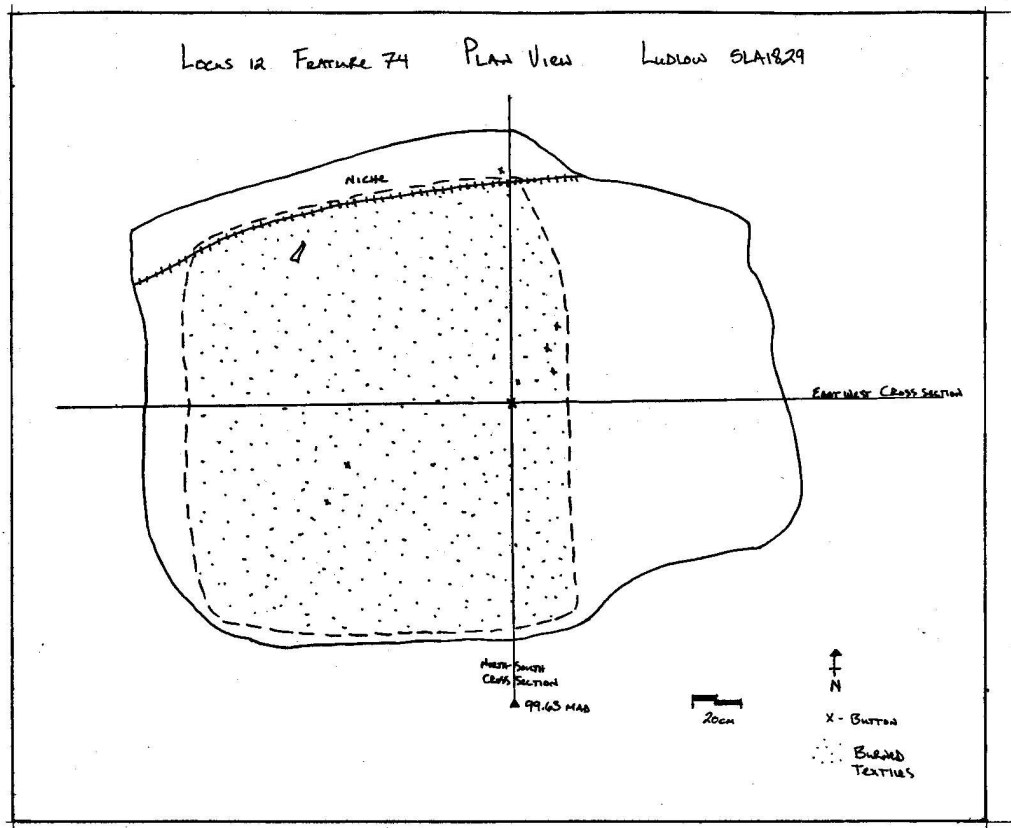 Locus 12 Feature 74 Plan View Ludlow 5LA1829
Niche
East West Cross Section
North-South
Cross Section
99.63 MAD
20cm
N
x - Button
Burned
Textiles